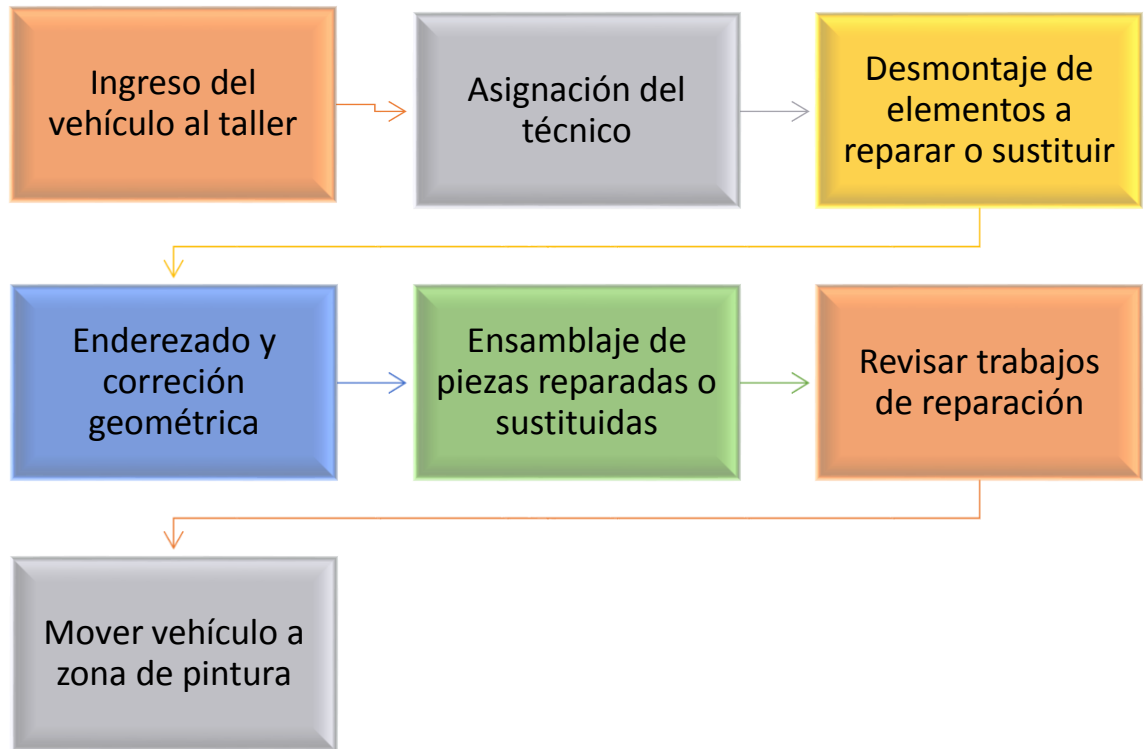 Ingreso del
vehículo al taller
Asignación del
técnico
Desmontaje de
elementos a
reparar o sustituir
Enderezado y
correción
geométrica
Ensamblaje de
piezas reparadas o
sustituidas
Revisar trabajos
de reparación
Mover vehículo a
zona de pintura